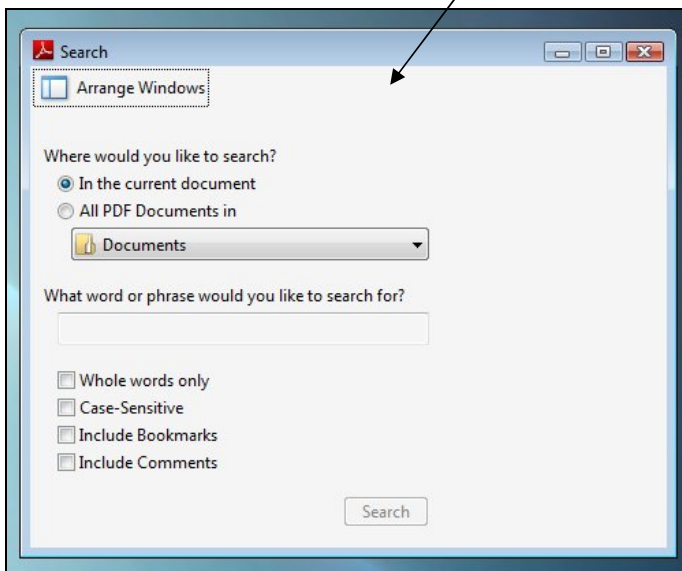 Search
Arrange Windows
Where would you like to search?
In the current document
All PDF Documents in
Documents
What word or phrase would you like to search for?
Whole words only
Case-Sensitive
Include Bookmarks
Include Comments
Search